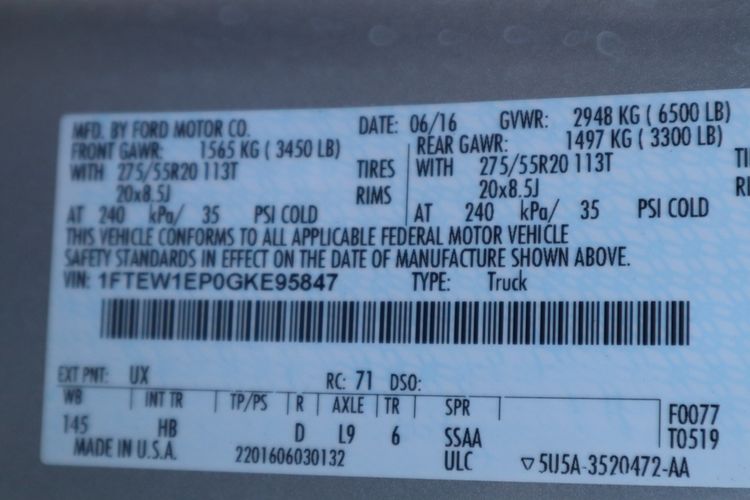 MFD. BY FORD MOTOR CO. DATE: 06/16 GVWR: 2948 KG ( 6500 LB)
FRONT GAWR: 1565 KG ( 3450 LB) REAR GAWR: 1497 KG ( 3300 LB)
WITH 275/55R20 113T TIRES WITH 275/55R20 113T TI
20x8.5J RIMS 20x8.5J RI
AT 240 kPa/ 35 PSI COLD AT 240 kPa/ 35 PSI COLD
THIS VEHICLE CONFORMS TO ALL APPLICABLE FEDERAL MOTOR VEHICLE
SAFETY STANDARDS IN EFFECT ON THE DATE OF MANUFACTURE SHOWN ABOVE.
VIN: 1FTEW1EP0GKE95847 TYPE: Truck
EXT PNT: UX RC: 71 DSO:
WB INT TR TP/PS R AXLE TR SPR F0077
145 HB D L9 6 SSAA T0519
MADE IN U.S.A. 2201606030132 ULC ▽5U5A-3520472-AA